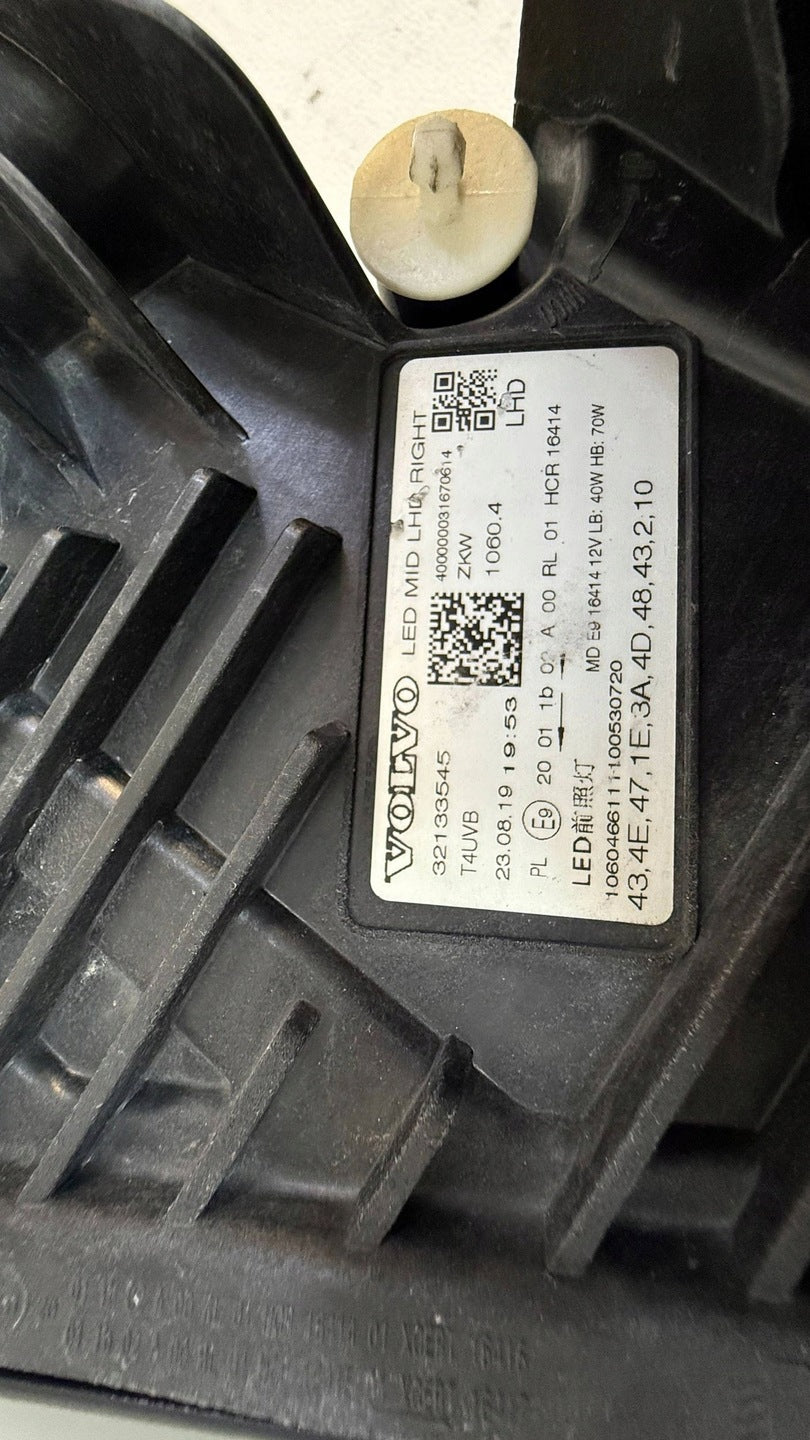 VOLVO LED MID LHD RIGHT
32133545 400000031670614
T4UVB ZKW LHD
23.08.19 19:53 1060.4
PL E9 20 01 1b 02 A 00 RL 01 HCR 16414
LED前照灯 MD E9 16414 12V LB: 40W HB: 70W
10604661111100530720
43,4E,47,1E,3A,4D,48,43,2,10